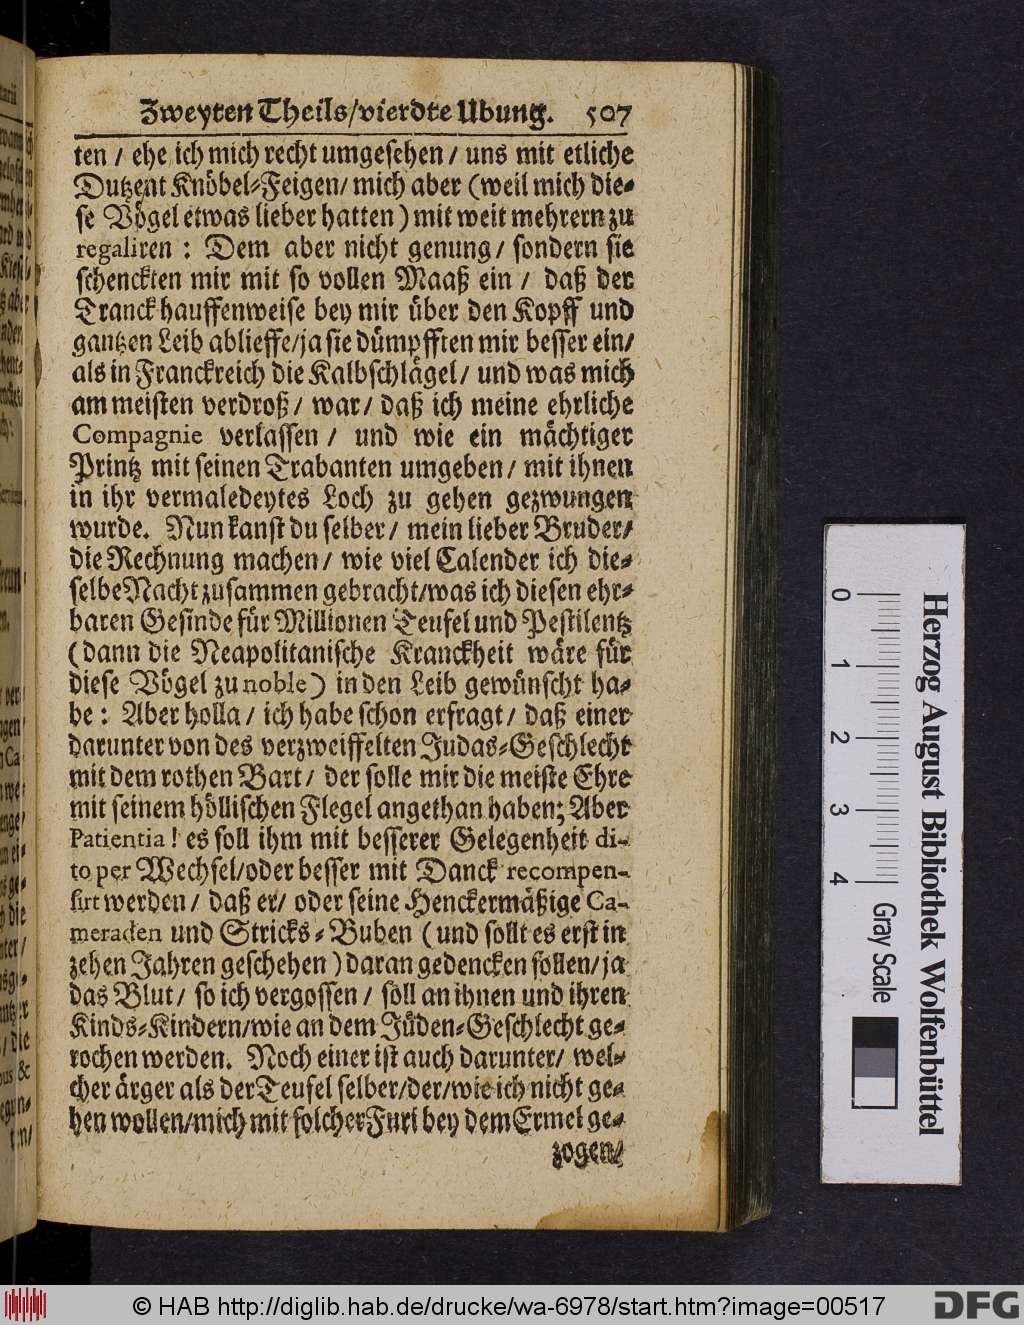 Zweyten Theils/vierdte Ubung. 507
ten / ehe ich mich recht umgesehen / uns mit etliche
Dutzent Knöbel-Feigen/ mich aber (weil mich die-
se Vögel etwas lieber hatten) mit weit mehrern zu
regaliren : Dem aber nicht genung/ sondern sie
schenckten mir mit so vollen Maaß ein / daß der
Tranck hauffenweise bey mir über den Kopff und
gantzen Leib ablieffe/ja sie dümpfften mir besser ein/
als in Franckreich die Kalbschlägel/ und was mich
am meisten verdroß/ war/ daß ich meine ehrliche
Compagnie verlassen / und wie ein mächtiger
Printz mit seinen Trabanten umgeben/ mit ihnen
in ihr vermaledeytes Loch zu gehen gezwungen
wurde. Nun kanst du selber/ mein lieber Bruder/
die Rechnung machen/ wie viel Calender ich die-
selbe Nacht zusammen gebracht/was ich diesen ehr-
baren Gesinde für Millionen Teufel und Pestilentz
(dann die Neapolitanische Kranckheit wäre für
diese Vögel zu noble) in den Leib gewünscht ha-
be : Aber holla/ ich habe schon erfragt/ daß einer
darunter von des verzweiffelten Judas-Geschlecht
mit dem rothen Bart/ der solle mir die meiste Ehre
mit seinem höllischen Flegel angethan haben; Aber
Patientia! es soll ihm mit besserer Gelegenheit di-
to per Wechsel/oder besser mit Danck recompen-
sirt werden/ daß er/ oder seine Henckermäßige Ca-
meraden und Stricks-Buben (und sollt es erst in
zehen Jahren geschehen) daran gedencken sollen/ja
das Blut/ so ich vergossen/ soll an ihnen und ihren
Kinds-Kindern/wie an dem Jüden-Geschlecht ge-
rochen werden. Noch einer ist auch darunter/ wel-
cher ärger als der Teufel selber/der/wie ich nicht ge-
hen wollen/mich mit solcher Furi bey dem Ermel ge-
zogen/
0 1 2 3 4
Gray Scale
Herzog August Bibliothek Wolfenbüttel
© HAB http://diglib.hab.de/drucke/wa-6978/start.htm?image=00517
DFG